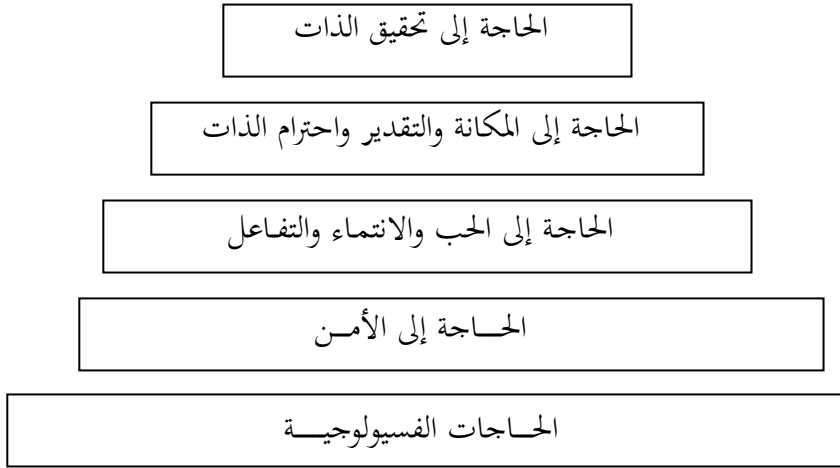 الحاجة إلى تحقيق الذات
الحاجة إلى المكانة والتقدير واحترام الذات
الحاجة إلى الحب والانتماء والتفاعل
الحـــاجة إلى الأمـــن
الحـــاجات الفسيولوجيـــة